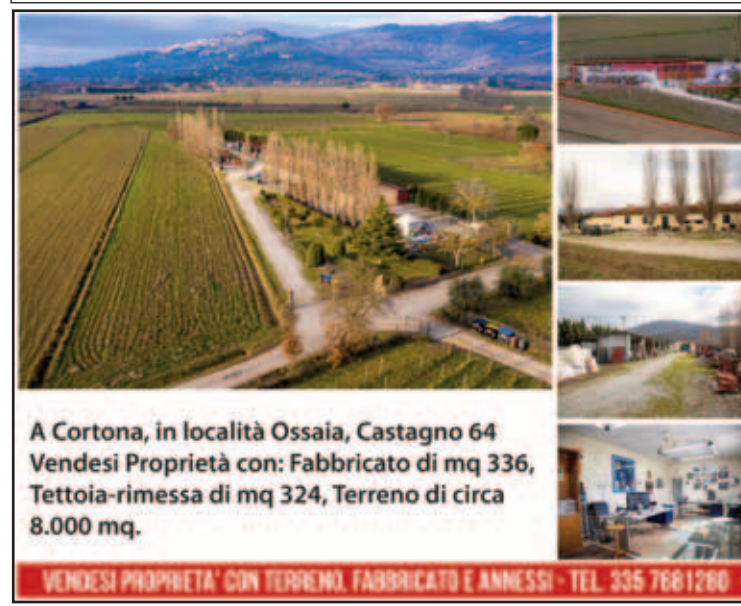 A Cortona, in località Ossaia, Castagno 64
Vendesi Proprietà con: Fabbricato di mq 336,
Tettoia-rimessa di mq 324, Terreno di circa
8.000 mq.
VENDESI PROPRIETA' CON TERRENO, FABBRICATO E ANNESSI - TEL. 335 7681280